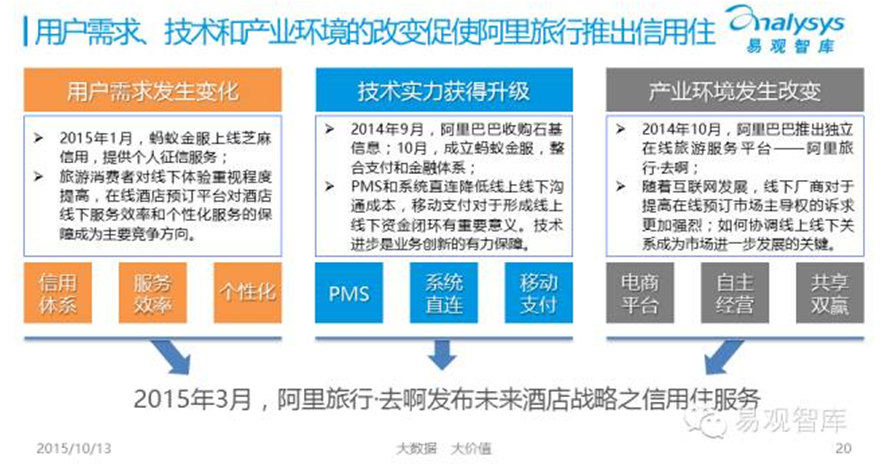 用户需求、技术和产业环境的改变促使阿里旅行推出信用住
analysys
易观智库
用户需求发生变化
➢ 2015年1月，蚂蚁金服上线芝麻
信用，提供个人征信服务；
➢ 旅游消费者对线下体验重视程度
提高，在线酒店预订平台对酒店
线下服务效率和个性化服务的保
障成为主要竞争方向。
信用
体系
服务
效率
个性化
技术实力获得升级
➢ 2014年9月，阿里巴巴收购石基
信息；10月，成立蚂蚁金服，整
合支付和金融体系；
➢ PMS和系统直连降低线上线下沟
通成本，移动支付对于形成线上
线下资金闭环有重要意义。技术
进步是业务创新的有力保障。
PMS
系统
直连
移动
支付
产业环境发生改变
➢ 2014年10月，阿里巴巴推出独立
在线旅游服务平台——阿里旅
行·去啊；
➢ 随着互联网发展，线下厂商对于
提高在线预订市场主导权的诉求
更加强烈；如何协调线上线下关
系成为市场进一步发展的关键。
电商
平台
自主
经营
共享
双赢
2015年3月，阿里旅行·去啊发布未来酒店战略之信用住服务
易观智库
2015/10/13
大数据 大价值
20